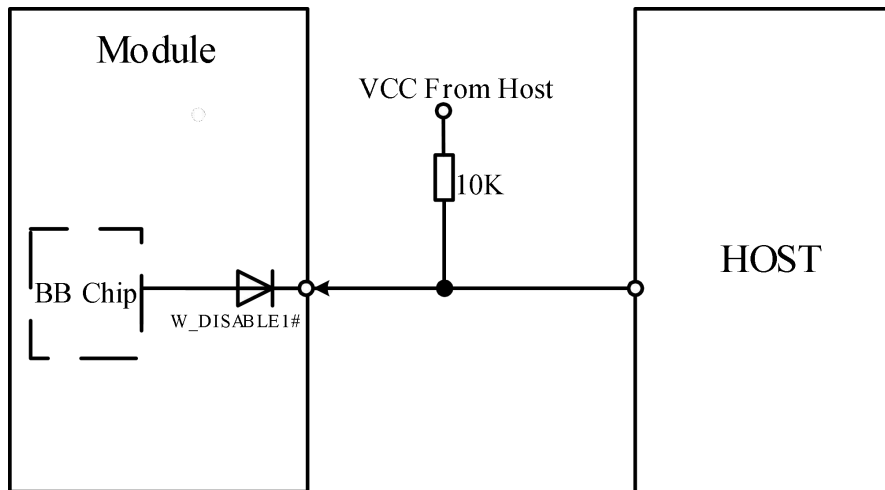 Module
VCC From Host
10K
HOST
BB Chip
W_DISABLE1#